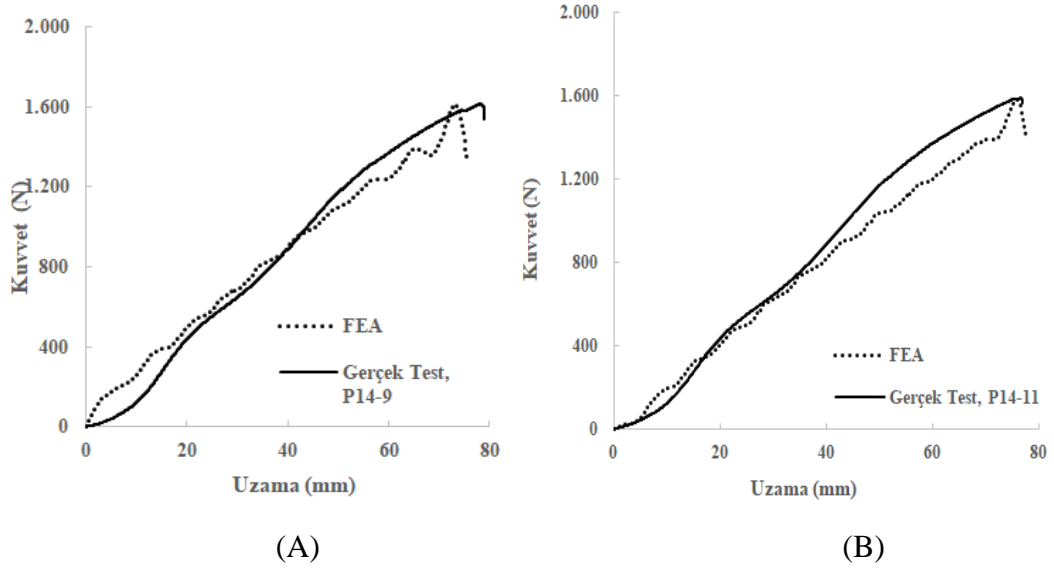 2.000
1.600
1.200
800
400
0
Kuvvet (N)
0 20 40 60 80
Uzama (mm)
FEA
Gerçek Test,
P14-9
(A)
2.000
1.600
1.200
800
400
0
Kuvvet (N)
0 20 40 60 80
Uzama (mm)
FEA
Gerçek Test, P14-11
(B)